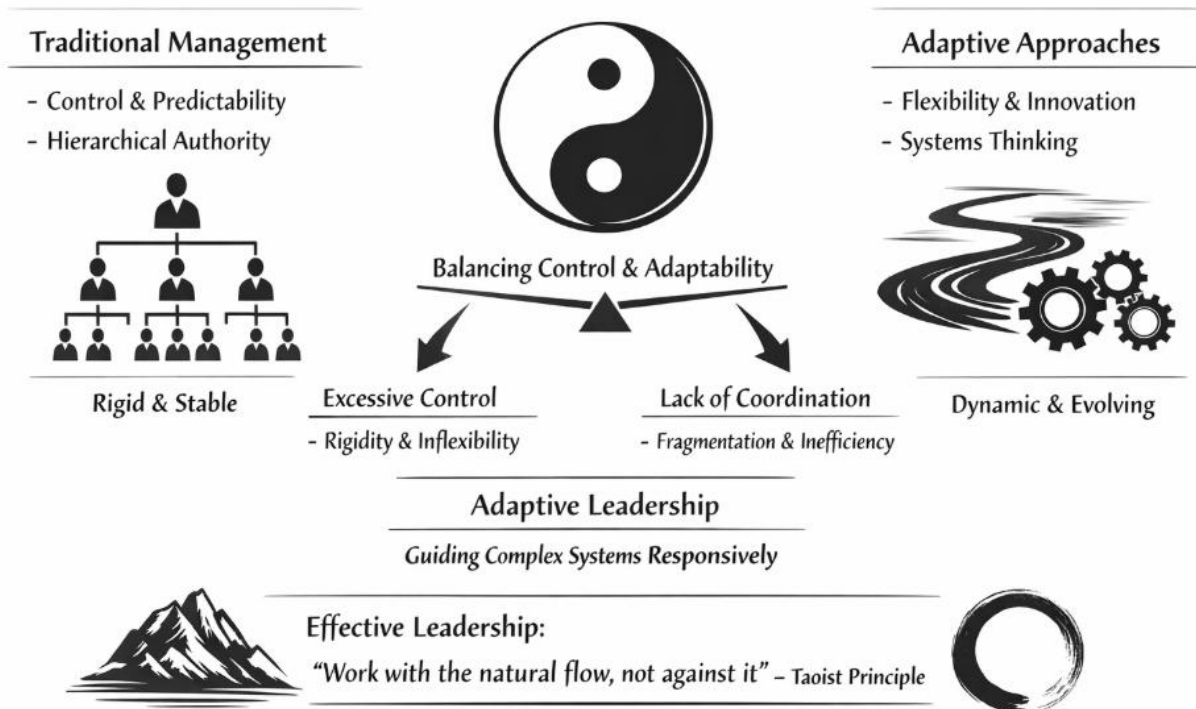 Traditional Management
- Control & Predictability
- Hierarchical Authority
Rigid & Stable
Balancing Control & Adaptability
Excessive Control
- Rigidity & Inflexibility
Lack of Coordination
- Fragmentation & Inefficiency
Adaptive Approaches
- Flexibility & Innovation
- Systems Thinking
Dynamic & Evolving
Adaptive Leadership
Guiding Complex Systems Responsively
Effective Leadership:
“Work with the natural flow, not against it” – Taoist Principle